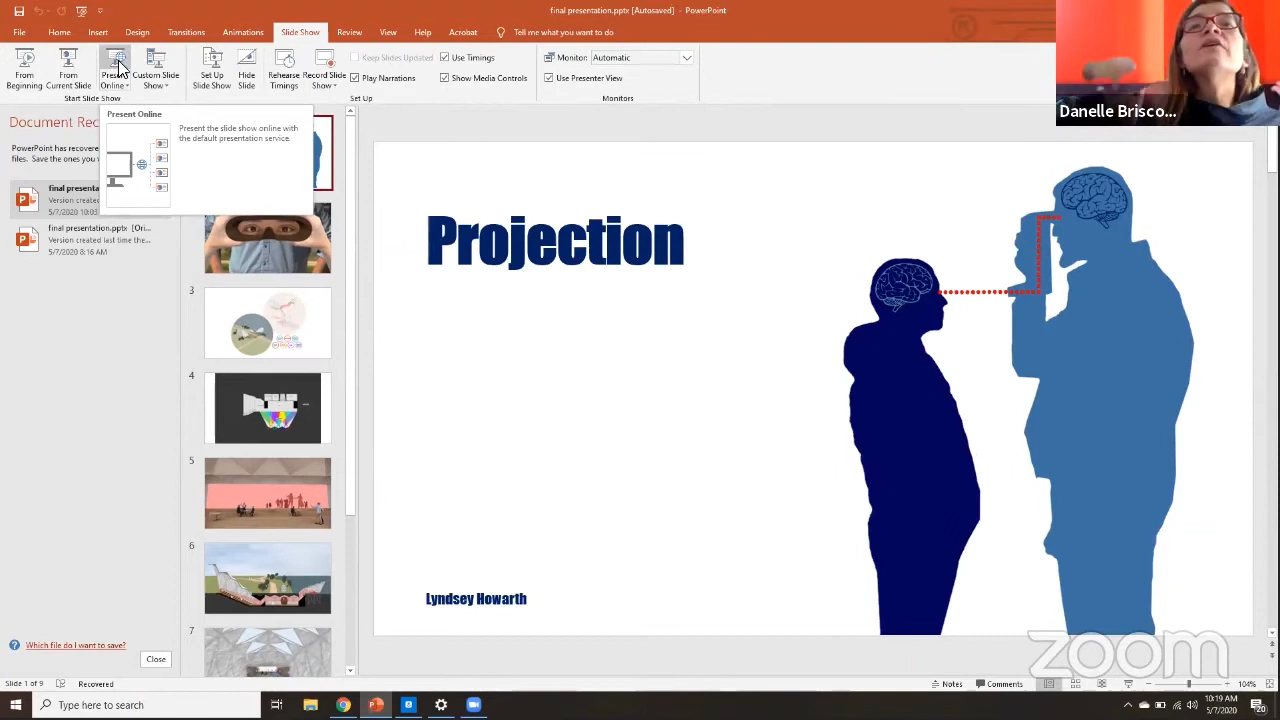 final presentation.pptx [Autosaved] - PowerPoint
File Home Insert Design Transitions Animations Slide Show Review View Help Acrobat Tell me what you want to do
From Beginning
From Current Slide
Present Online
Custom Slide Show
Start Slide Show
Set Up Slide Show
Hide Slide
Rehearse Timings
Record Slide Show
Keep Slides Updated
Play Narrations
Use Timings
Show Media Controls
Set Up
Monitor: Automatic
Use Presenter View
Monitors
Danelle Brisco...
Present Online
Present the slide show online with
the default presentation service.
Document Rec
PowerPoint has recovere
files. Save the ones you w
final presenta
Version created
5/7/2020 10:03
final presentation.pptx [Ori...
Version created last time the...
5/7/2020 8:16 AM
3
4
5
6
7
Projection
Lyndsey Howarth
Which file do I want to save?
Close
zoom
Slide 1 of 9 Recovered Notes Comments 104%
Type here to search
10:19 AM
5/7/2020
20